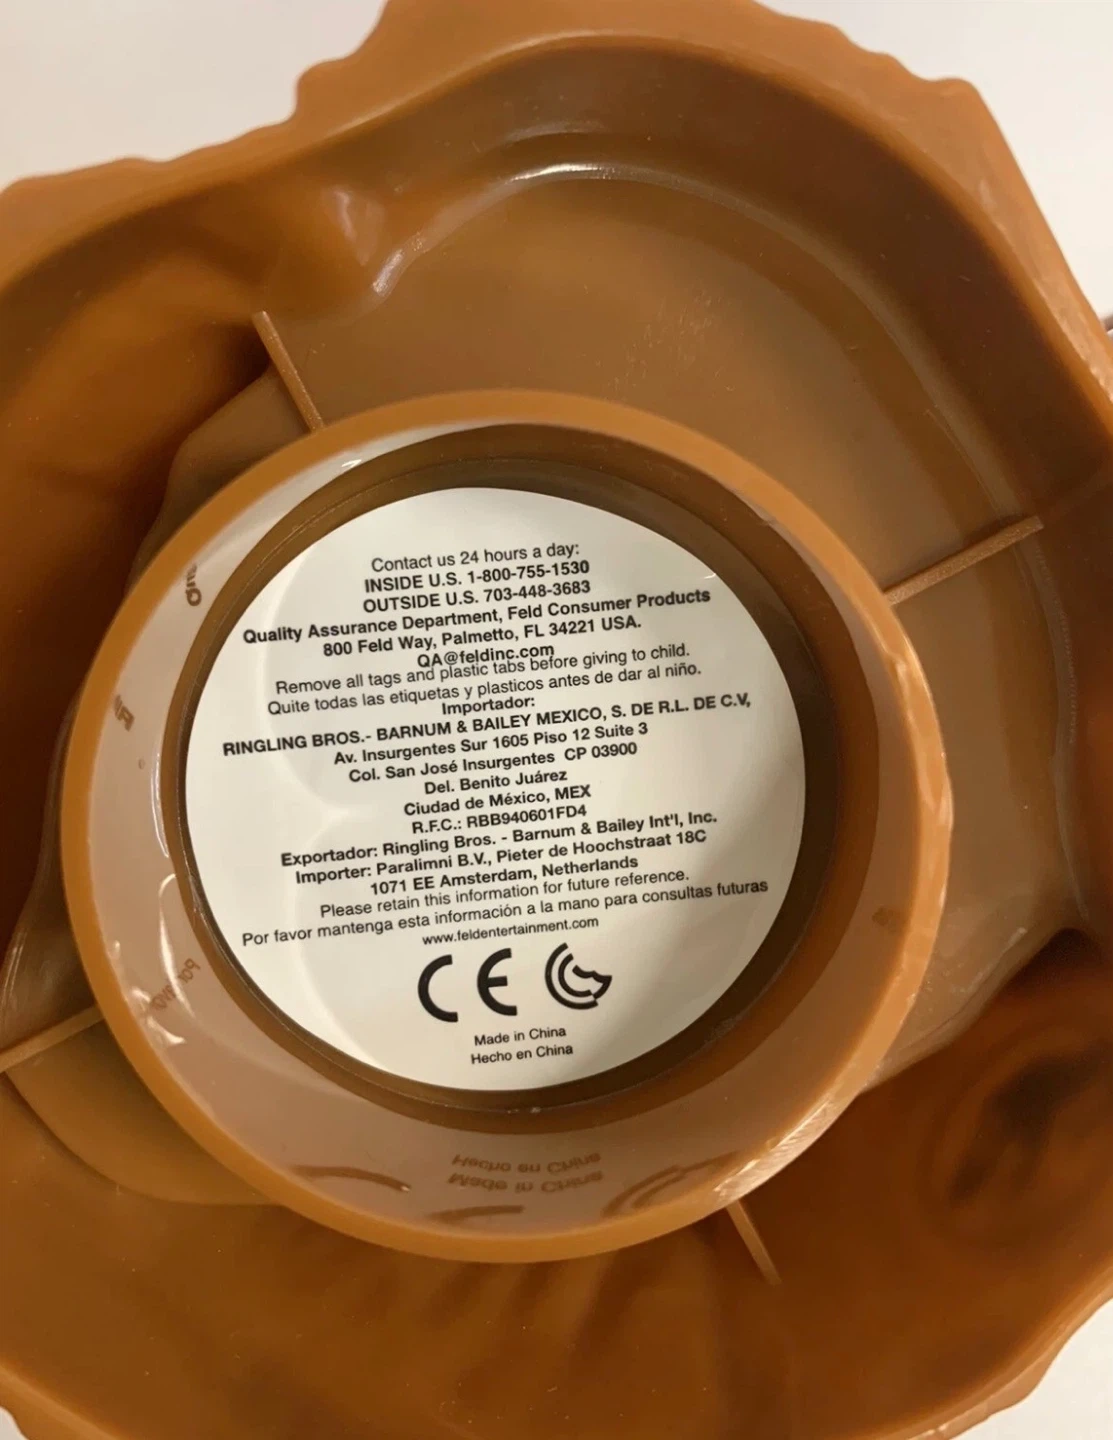 Contact us 24 hours a day:
INSIDE U.S. 1-800-755-1530
OUTSIDE U.S. 703-448-3683
Quality Assurance Department, Feld Consumer Products
800 Feld Way, Palmetto, FL 34221 USA.
QA@feldinc.com
Remove all tags and plastic tabs before giving to child.
Quite todas las etiquetas y plasticos antes de dar al niño.
Importador:
RINGLING BROS.- BARNUM & BAILEY MEXICO, S. DE R.L. DE C.V,
Av. Insurgentes Sur 1605 Piso 12 Suite 3
Col. San José Insurgentes CP 03900
Del. Benito Juárez
Ciudad de México, MEX
R.F.C.: RBB940601FD4
Exportador: Ringling Bros. - Barnum & Bailey Int'l, Inc.
Importer: Paralimni B.V., Pieter de Hoochstraat 18C
1071 EE Amsterdam, Netherlands
Please retain this information for future reference.
Por favor mantenga esta información a la mano para consultas futuras
www.feldentertainment.com
CE
Made in China
Hecho en China